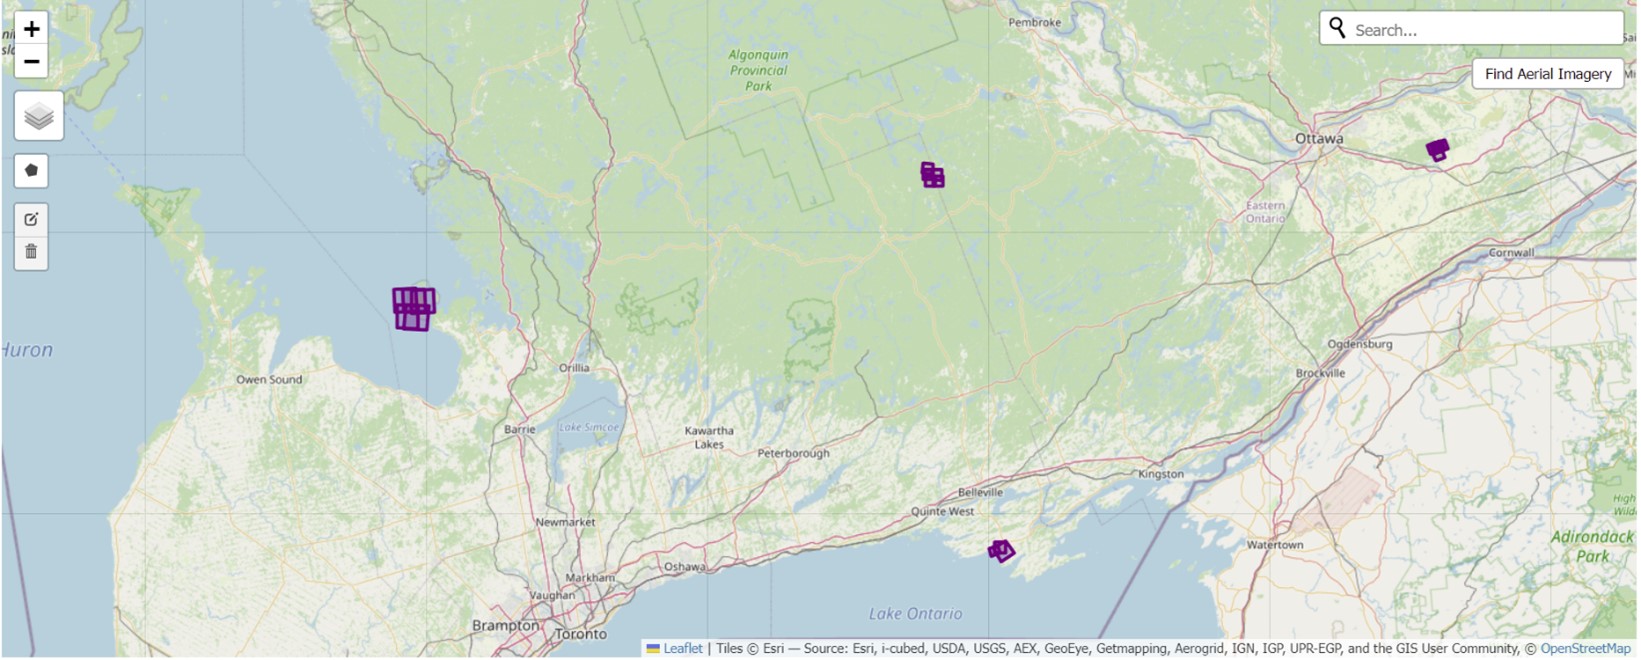 +
−
Search...
Find Aerial Imagery
Pembroke
Algonquin
Provincial
Park
Ottawa
Eastern
Ontario
Cornwall
Huron
Ogdensburg
Owen Sound
Orillia
Brockville
Barrie
Lake Simcoe
Kawartha
Lakes
Peterborough
Kingston
Belleville
Quinte West
Newmarket
Watertown
Adirondack
Park
Oshawa
Markham
Vaughan
Lake Ontario
Brampton
Toronto
Leaflet | Tiles © Esri — Source: Esri, i-cubed, USDA, USGS, AEX, GeoEye, Getmapping, Aerogrid, IGN, IGP, UPR-EGP, and the GIS User Community, © OpenStreetMap